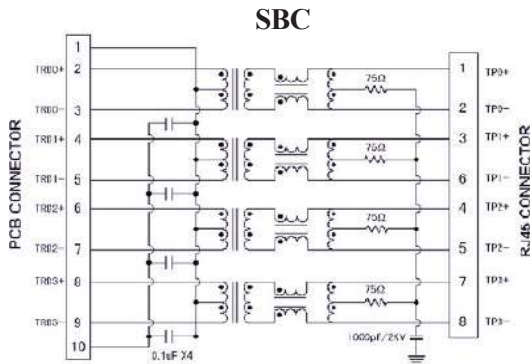 SBC
PCB CONNECTOR
1
TRD0+ 2
TRD0- 3
TRD1+ 4
TRD1- 5
TRD2+ 6
TRD2- 7
TRD3+ 8
TRD3- 9
10
0.1uF X4
75Ω
75Ω
75Ω
75Ω
1000pF/2KV
1 TP0+
2 TP0-
3 TP1+
6 TP1-
4 TP2+
5 TP2-
7 TP3+
8 TP3-
RJ45 CONNECTOR